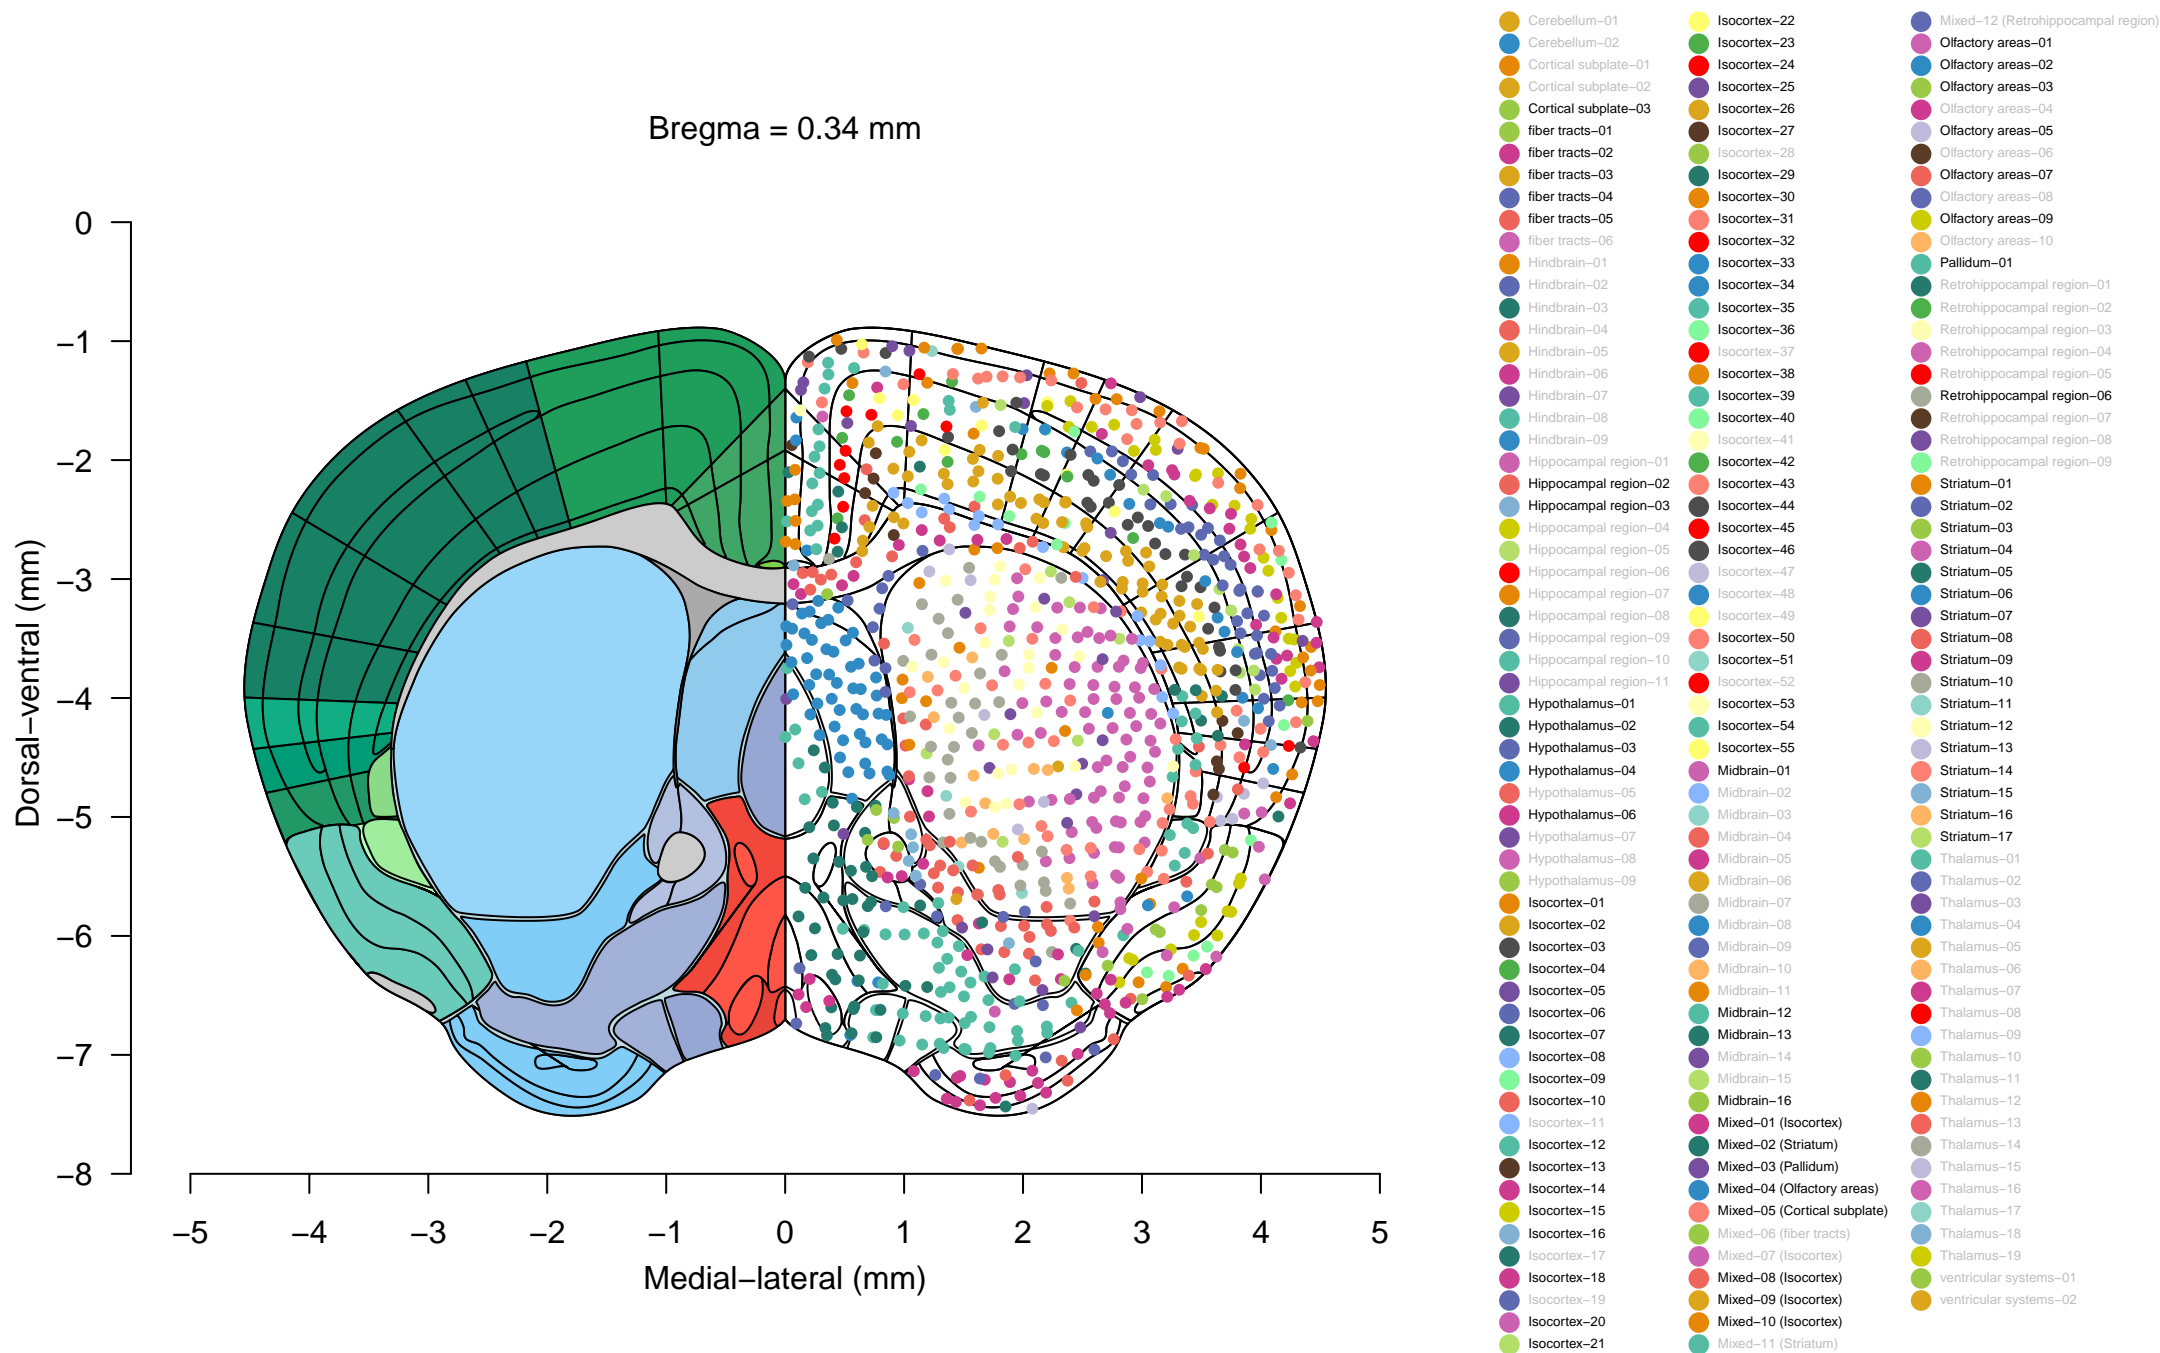 Bregma = 0.34 mm
Dorsal−ventral (mm)
0
−1
−2
−3
−4
−5
−6
−7
−8
−5
−4
−3
−2
−1
0
1
2
3
4
5
Medial−lateral (mm)
Cerebellum−01
Cerebellum−02
Cortical subplate−01
Cortical subplate−02
Cortical subplate−03
fiber tracts−01
fiber tracts−02
fiber tracts−03
fiber tracts−04
fiber tracts−05
fiber tracts−06
Hindbrain−01
Hindbrain−02
Hindbrain−03
Hindbrain−04
Hindbrain−05
Hindbrain−06
Hindbrain−07
Hindbrain−08
Hindbrain−09
Hippocampal region−01
Hippocampal region−02
Hippocampal region−03
Hippocampal region−04
Hippocampal region−05
Hippocampal region−06
Hippocampal region−07
Hippocampal region−08
Hippocampal region−09
Hippocampal region−10
Hippocampal region−11
Hypothalamus−01
Hypothalamus−02
Hypothalamus−03
Hypothalamus−04
Hypothalamus−05
Hypothalamus−06
Hypothalamus−07
Hypothalamus−08
Hypothalamus−09
Isocortex−01
Isocortex−02
Isocortex−03
Isocortex−04
Isocortex−05
Isocortex−06
Isocortex−07
Isocortex−08
Isocortex−09
Isocortex−10
Isocortex−11
Isocortex−12
Isocortex−13
Isocortex−14
Isocortex−15
Isocortex−16
Isocortex−17
Isocortex−18
Isocortex−19
Isocortex−20
Isocortex−21
Isocortex−22
Isocortex−23
Isocortex−24
Isocortex−25
Isocortex−26
Isocortex−27
Isocortex−28
Isocortex−29
Isocortex−30
Isocortex−31
Isocortex−32
Isocortex−33
Isocortex−34
Isocortex−35
Isocortex−36
Isocortex−37
Isocortex−38
Isocortex−39
Isocortex−40
Isocortex−41
Isocortex−42
Isocortex−43
Isocortex−44
Isocortex−45
Isocortex−46
Isocortex−47
Isocortex−48
Isocortex−49
Isocortex−50
Isocortex−51
Isocortex−52
Isocortex−53
Isocortex−54
Isocortex−55
Midbrain−01
Midbrain−02
Midbrain−03
Midbrain−04
Midbrain−05
Midbrain−06
Midbrain−07
Midbrain−08
Midbrain−09
Midbrain−10
Midbrain−11
Midbrain−12
Midbrain−13
Midbrain−14
Midbrain−15
Midbrain−16
Mixed−01 (Isocortex)
Mixed−02 (Striatum)
Mixed−03 (Pallidum)
Mixed−04 (Olfactory areas)
Mixed−05 (Cortical subplate)
Mixed−06 (fiber tracts)
Mixed−07 (Isocortex)
Mixed−08 (Isocortex)
Mixed−09 (Isocortex)
Mixed−10 (Isocortex)
Mixed−11 (Striatum)
Mixed−12 (Retrohippocampal region)
Olfactory areas−01
Olfactory areas−02
Olfactory areas−03
Olfactory areas−04
Olfactory areas−05
Olfactory areas−06
Olfactory areas−07
Olfactory areas−08
Olfactory areas−09
Olfactory areas−10
Pallidum−01
Retrohippocampal region−01
Retrohippocampal region−02
Retrohippocampal region−03
Retrohippocampal region−04
Retrohippocampal region−05
Retrohippocampal region−06
Retrohippocampal region−07
Retrohippocampal region−08
Retrohippocampal region−09
Striatum−01
Striatum−02
Striatum−03
Striatum−04
Striatum−05
Striatum−06
Striatum−07
Striatum−08
Striatum−09
Striatum−10
Striatum−11
Striatum−12
Striatum−13
Striatum−14
Striatum−15
Striatum−16
Striatum−17
Thalamus−01
Thalamus−02
Thalamus−03
Thalamus−04
Thalamus−05
Thalamus−06
Thalamus−07
Thalamus−08
Thalamus−09
Thalamus−10
Thalamus−11
Thalamus−12
Thalamus−13
Thalamus−14
Thalamus−15
Thalamus−16
Thalamus−17
Thalamus−18
Thalamus−19
ventricular systems−01
ventricular systems−02